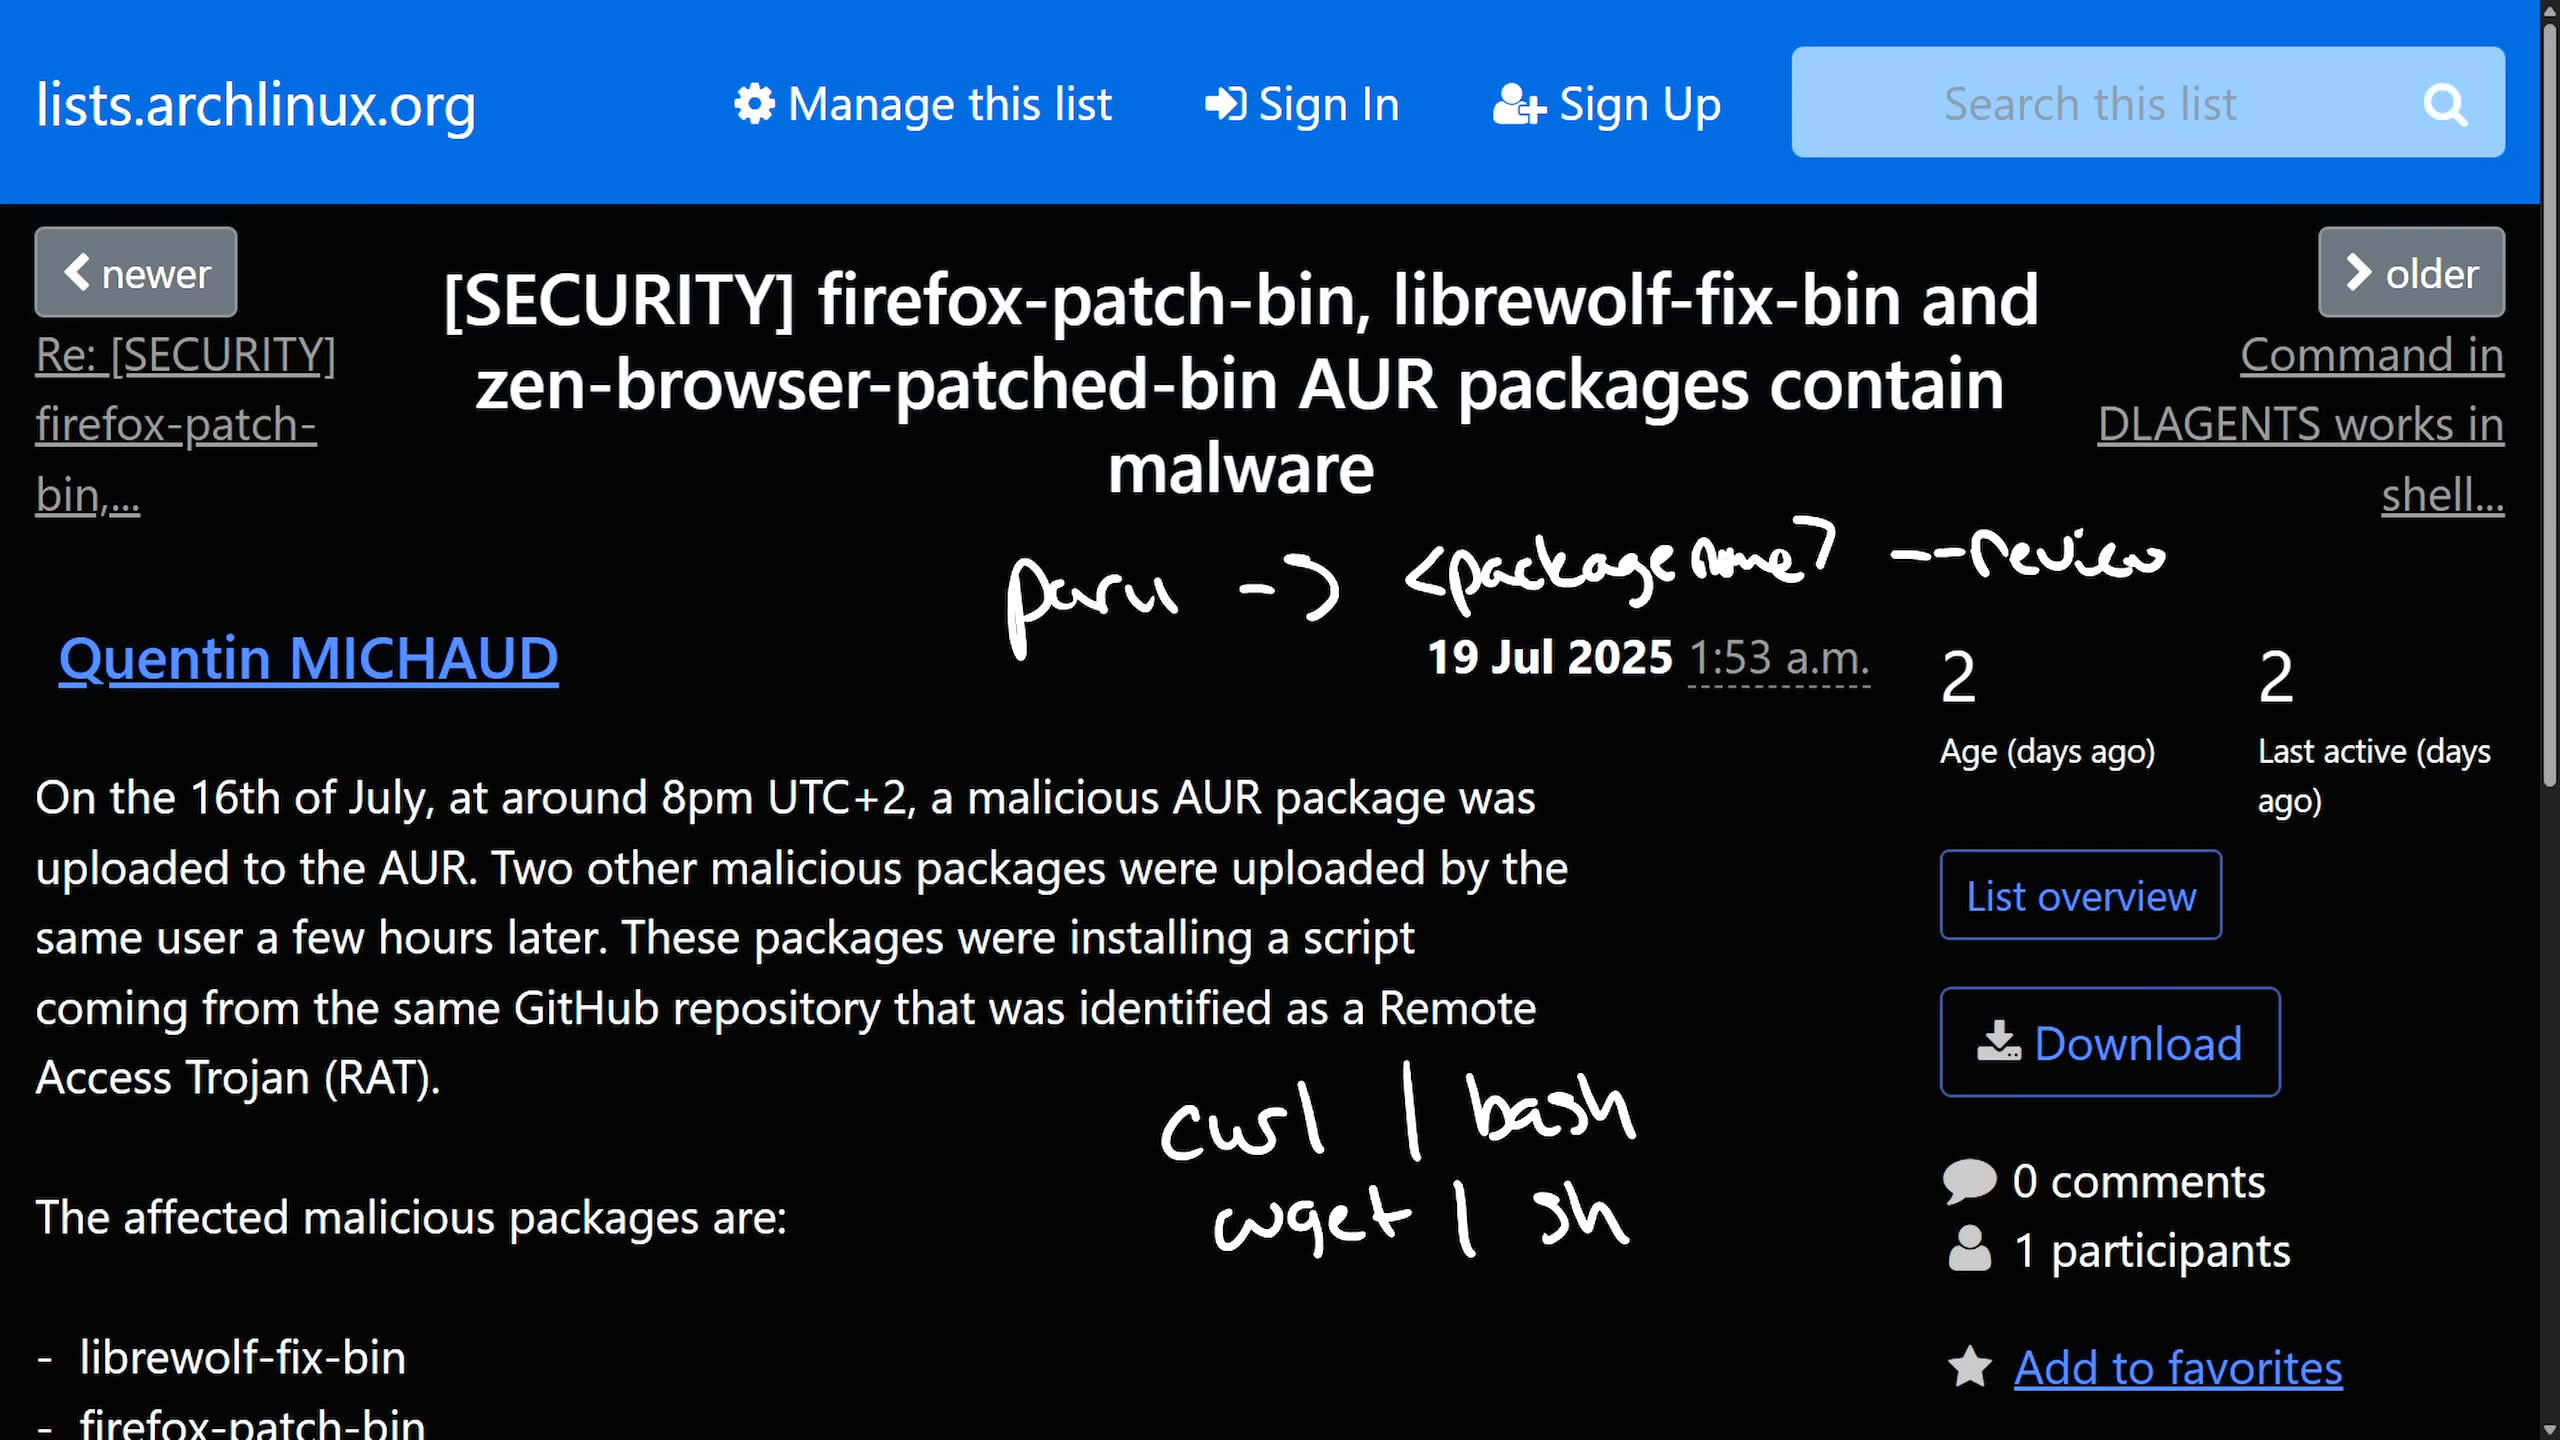 lists.archlinux.org
Manage this list
Sign In
Sign Up
Search this list
newer
older
Re: [SECURITY]
firefox-patch-
bin,...
[SECURITY] firefox-patch-bin, librewolf-fix-bin and
zen-browser-patched-bin AUR packages contain
malware
Command in
DLAGENTS works in
shell...
paru -> <packagename> --review
Quentin MICHAUD
19 Jul 2025 1:53 a.m.
2
Age (days ago)
2
Last active (days
ago)
On the 16th of July, at around 8pm UTC+2, a malicious AUR package was
uploaded to the AUR. Two other malicious packages were uploaded by the
same user a few hours later. These packages were installing a script
coming from the same GitHub repository that was identified as a Remote
Access Trojan (RAT).
List overview
Download
curl | bash
wget | sh
0 comments
1 participants
The affected malicious packages are:
Add to favorites
- librewolf-fix-bin
- firefox-patch-bin